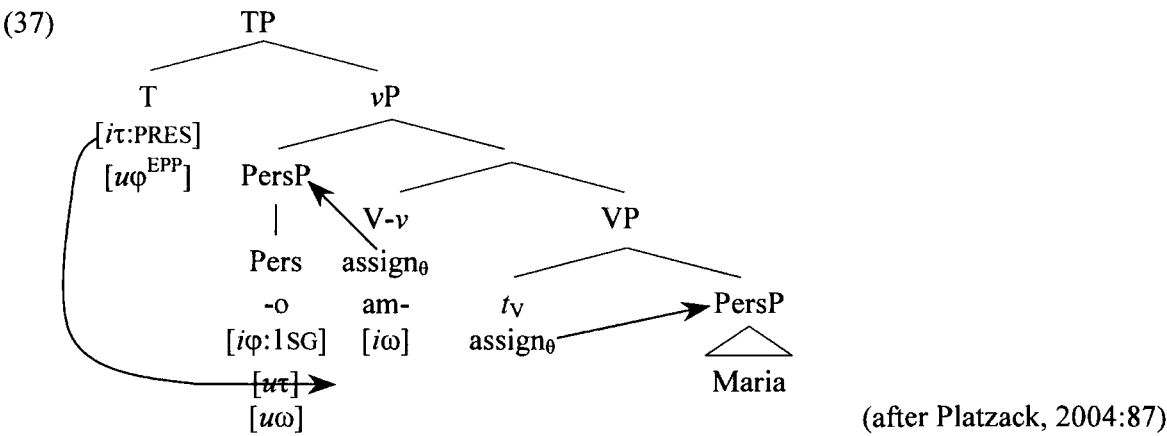 (37) TP
T vP
[iτ:PRES]
[uφEPP] PersP
V-v VP
Pers assignθ
-o am- tV PersP
[iφ:1SG] [iω] assignθ
[uτ] Maria
[uω] (after Platzack, 2004:87)